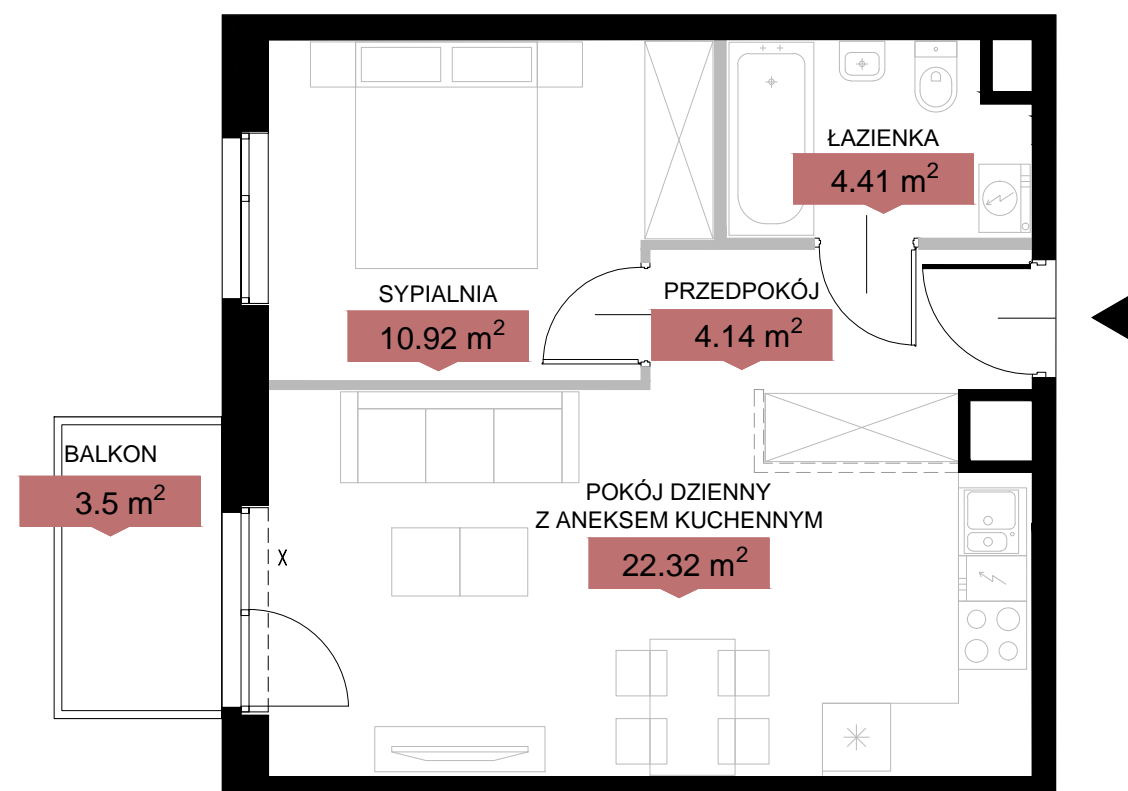 ŁAZIENKA
4.41 m²
SYPIALNIA
10.92 m²
PRZEDPOKÓJ
4.14 m²
BALKON
3.5 m²
POKÓJ DZIENNY
Z ANEKSEM KUCHENNYM
22.32 m²
X